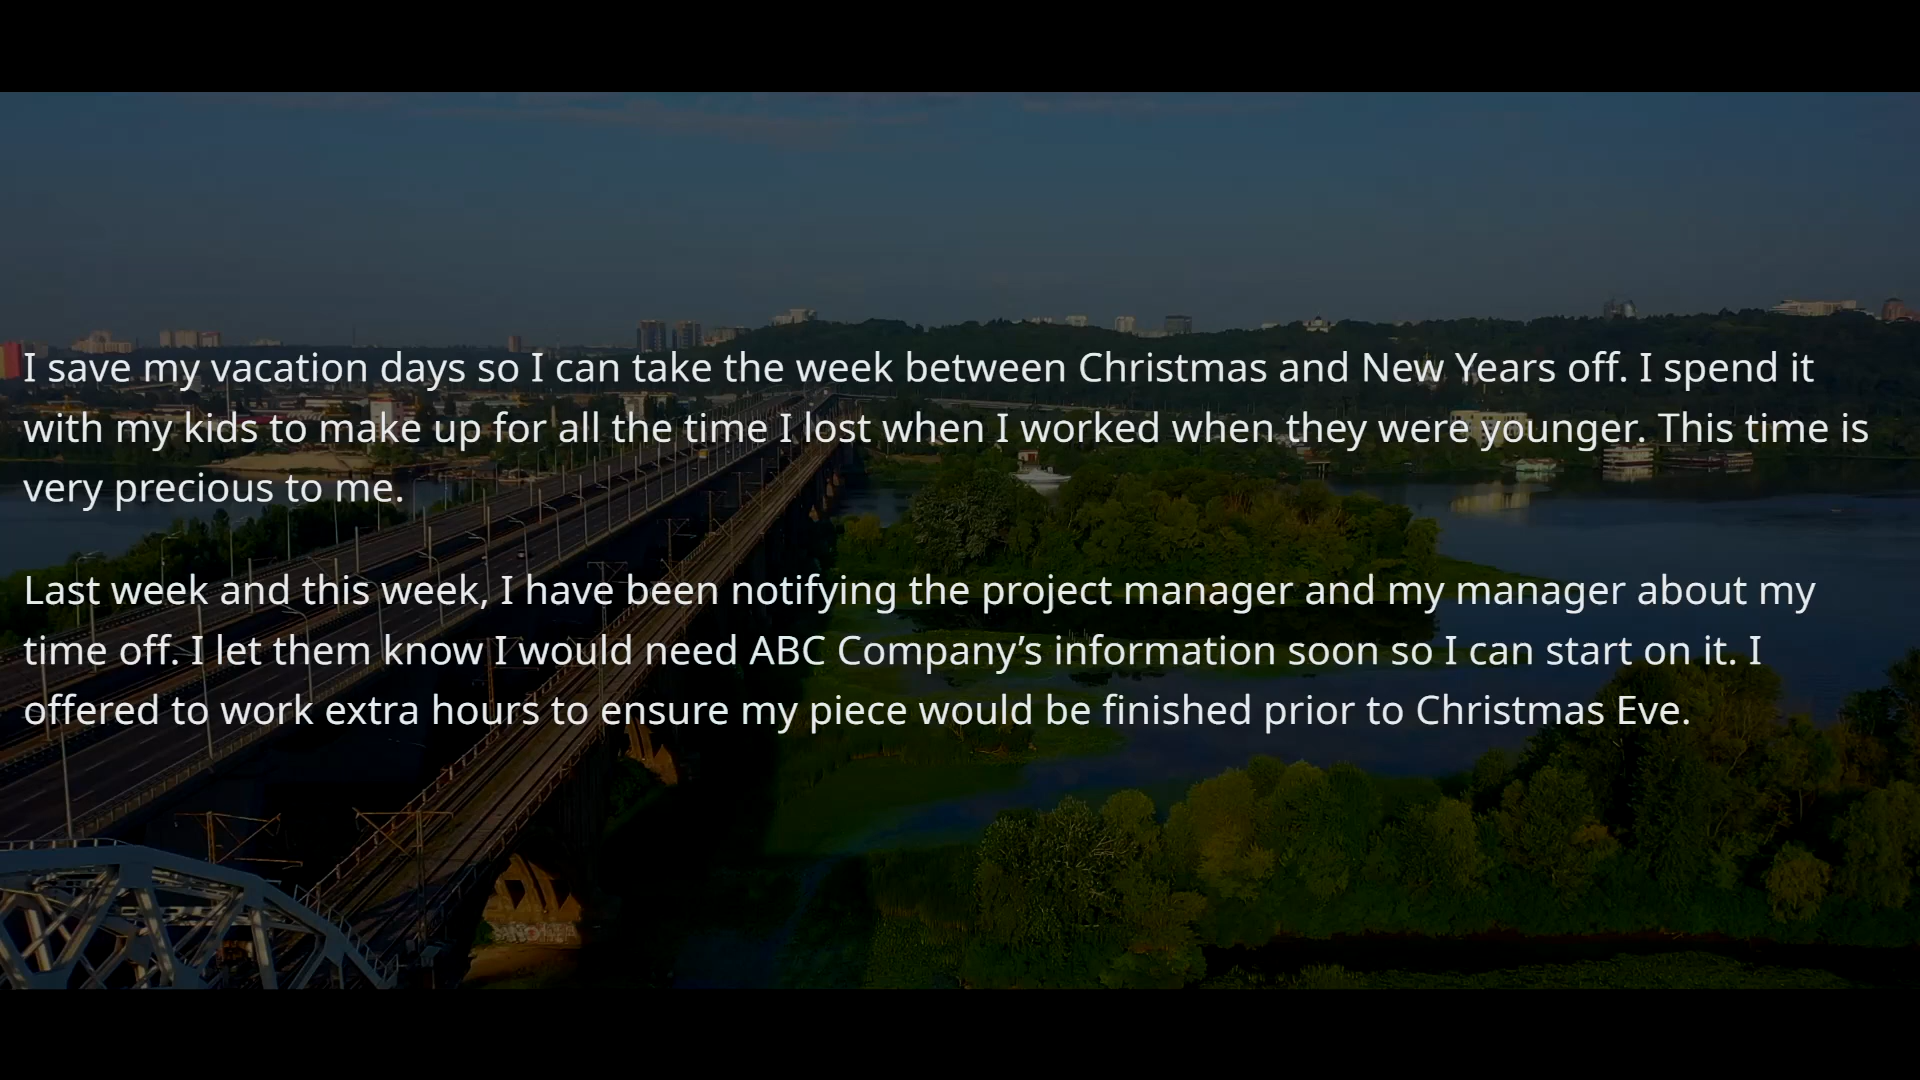 I save my vacation days so I can take the week between Christmas and New Years off. I spend it
with my kids to make up for all the time I lost when I worked when they were younger. This time is
very precious to me.
Last week and this week, I have been notifying the project manager and my manager about my
time off. I let them know I would need ABC Company’s information soon so I can start on it. I
offered to work extra hours to ensure my piece would be finished prior to Christmas Eve.